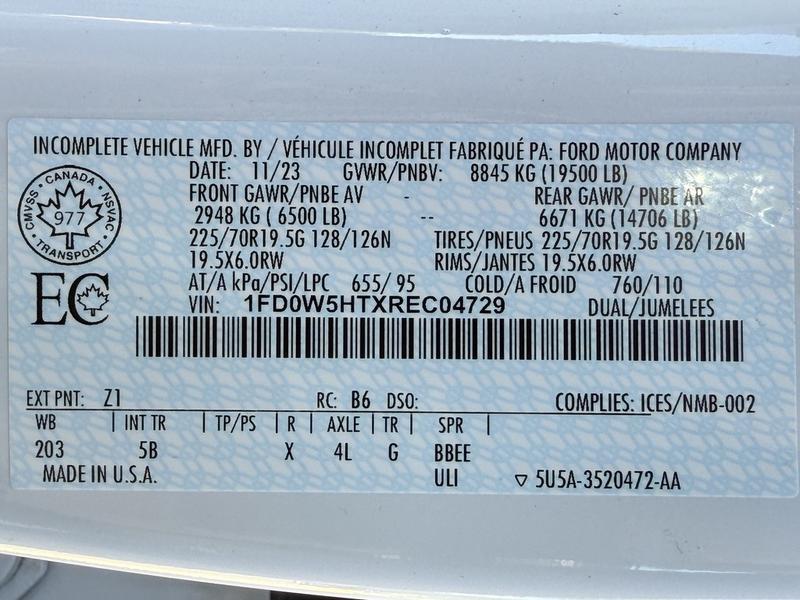 INCOMPLETE VEHICLE MFD. BY / VÉHICULE INCOMPLET FABRIQUÉ PA: FORD MOTOR COMPANY
DATE: 11/23 GVWR/PNBV: 8845 KG (19500 LB)
FRONT GAWR/PNBE AV - REAR GAWR/ PNBE AR
2948 KG ( 6500 LB) -- 6671 KG (14706 LB)
225/70R19.5G 128/126N TIRES/PNEUS 225/70R19.5G 128/126N
19.5X6.0RW RIMS/JANTES 19.5X6.0RW
AT/A kPa/PSI/LPC 655/ 95 COLD/A FROID 760/110
VIN: 1FD0W5HTXREC04729 DUAL/JUMELEES
CANADA
CMVSS · NSVAC
977
TRANSPORT
EC
EXT PNT: Z1 RC: B6 DSO: COMPLIES: ICES/NMB-002
WB | INT TR | TP/PS | R | AXLE | TR | SPR |
203 5B X 4L G BBEE
MADE IN U.S.A. ULI ▽ 5U5A-3520472-AA